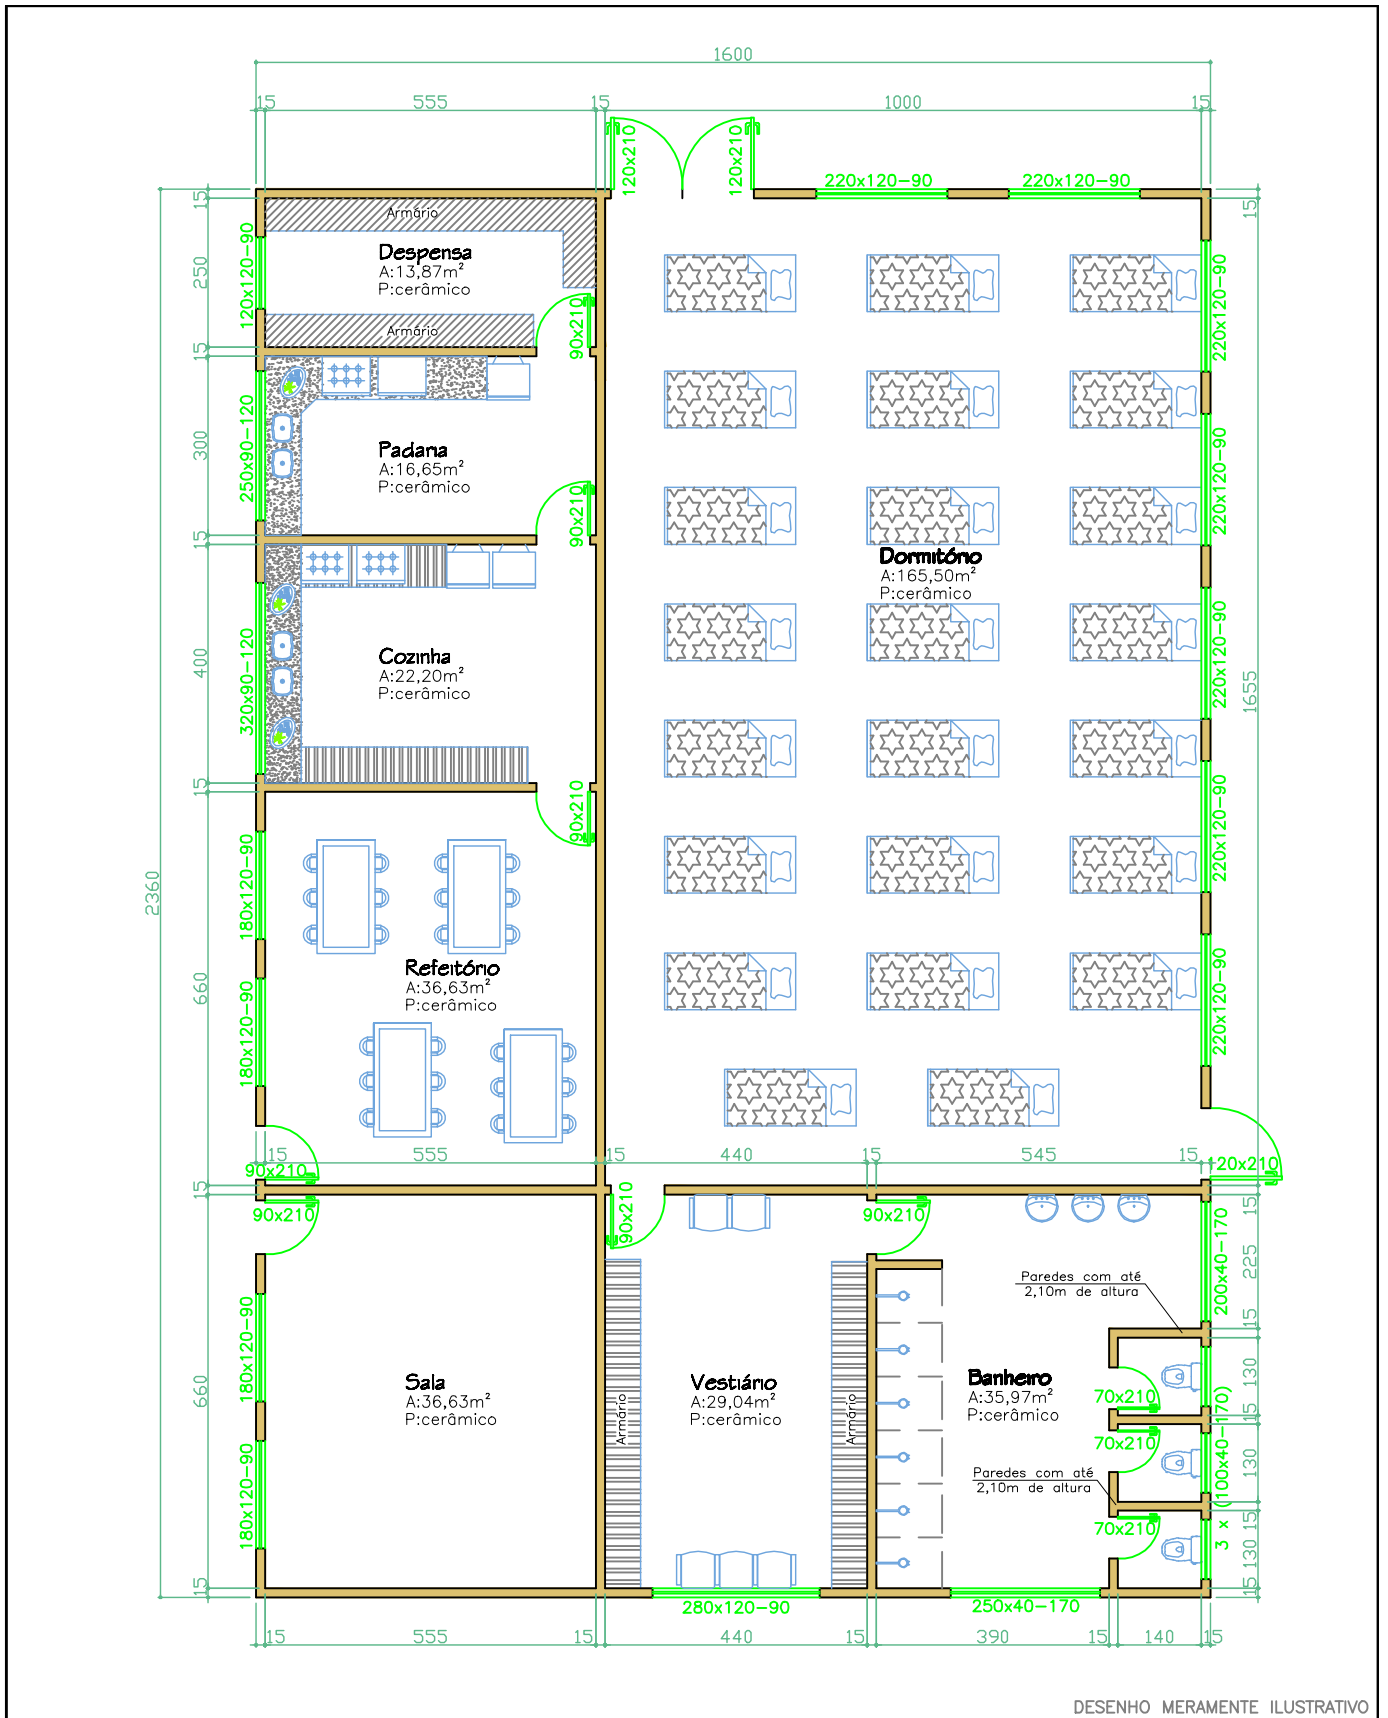 1600
15 555 15 1000 15
120x210
120x210
220x120-90 220x120-90
15
250
15
300
15
400
15
660
15
660
15
2360
15
1655
15
225
15
130
15
130
15
130
15
Armário
Despensa
A:13,87m²
P:cerâmico
Armário
120x120-90
90x210
Padaria
A:16,65m²
P:cerâmico
250x90-120
90x210
Cozinha
A:22,20m²
P:cerâmico
320x90-120
90x210
Dormitório
A:165,50m²
P:cerâmico
220x120-90
220x120-90
220x120-90
220x120-90
220x120-90
180x120-90
Refeitório
A:36,63m²
P:cerâmico
180x120-90
15 555 15 440 15 545 15
90x210
120x210
90x210
90x210
90x210
200x40-170
Paredes com até
2,10m de altura
Sala
A:36,63m²
P:cerâmico
180x120-90
180x120-90
Armário
Vestiário
A:29,04m²
P:cerâmico
Armário
Banheiro
A:35,97m²
P:cerâmico
70x210
70x210
Paredes com até
2,10m de altura
70x210
3 x (100x40-170)
280x120-90
250x40-170
15 555 15 440 15 390 15 140 15
DESENHO MERAMENTE ILUSTRATIVO